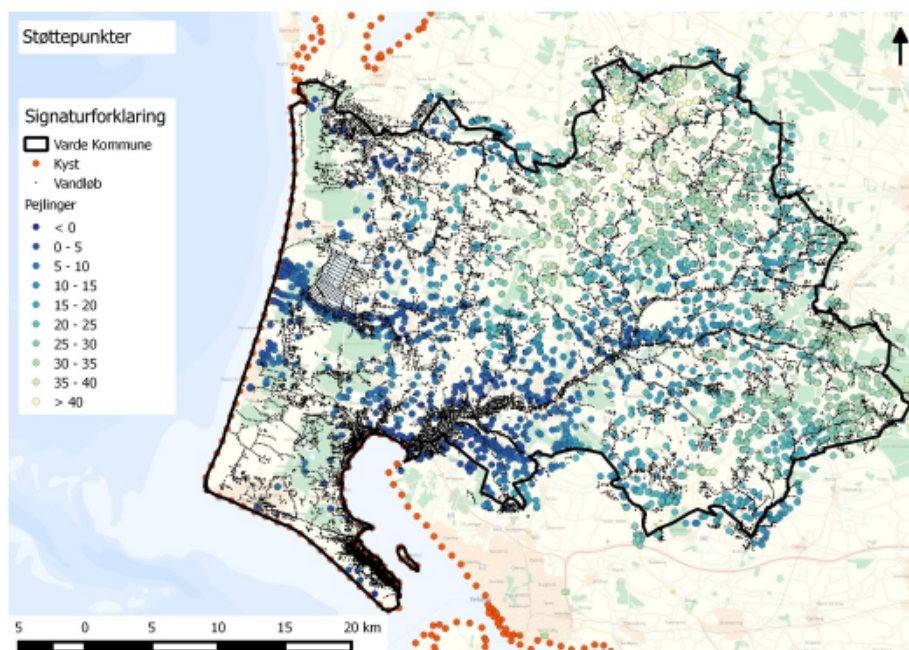 Støttepunkter
Signaturforklaring
Varde Kommune
Kyst
Vandløb
Pejlinger
< 0
0 - 5
5 - 10
10 - 15
15 - 20
20 - 25
25 - 30
30 - 35
35 - 40
> 40
5 0 5 10 15 20 km